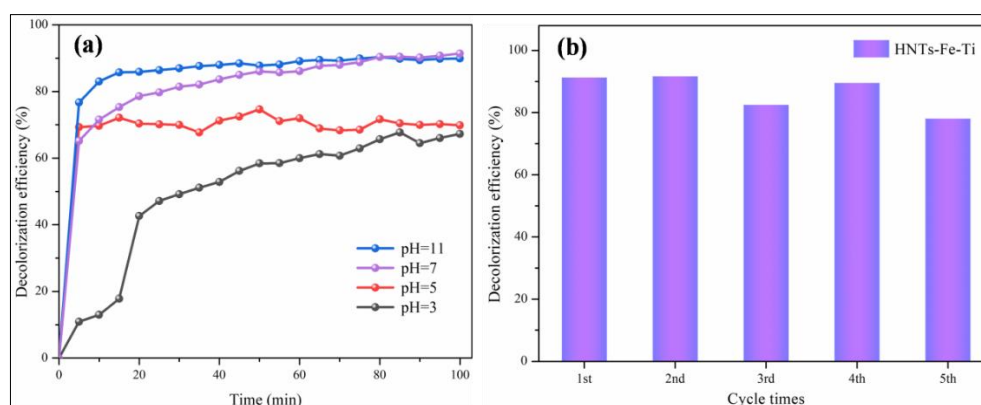 (a)
Decolorization efficiency (%)
100
80
60
40
20
0
pH=11
pH=7
pH=5
pH=3
0 20 40 60 80 100
Time (min)
(b)
HNTs-Fe-Ti
Decolorization efficiency (%)
100
80
60
40
20
0
1st 2nd 3rd 4th 5th
Cycle times